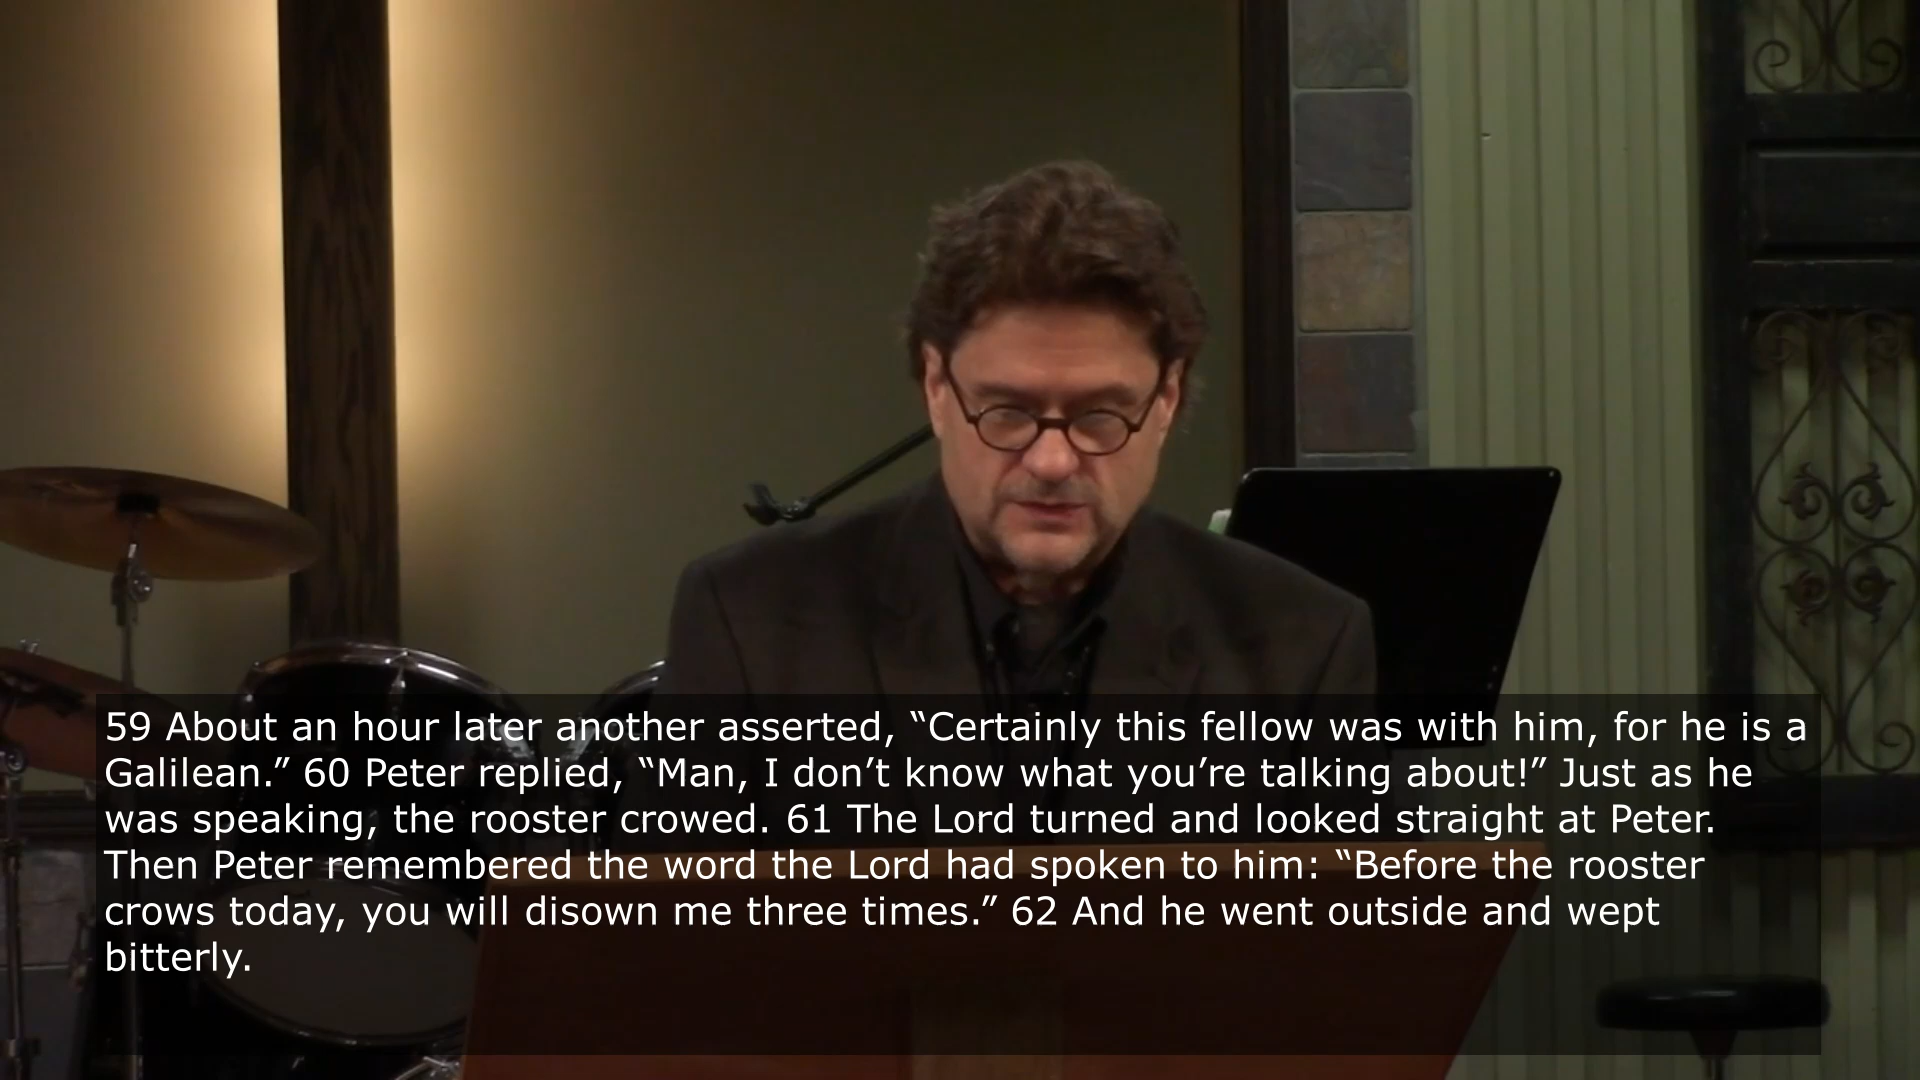 59 About an hour later another asserted, “Certainly this fellow was with him, for he is a
Galilean.” 60 Peter replied, “Man, I don’t know what you’re talking about!” Just as he
was speaking, the rooster crowed. 61 The Lord turned and looked straight at Peter.
Then Peter remembered the word the Lord had spoken to him: “Before the rooster
crows today, you will disown me three times.” 62 And he went outside and wept
bitterly.